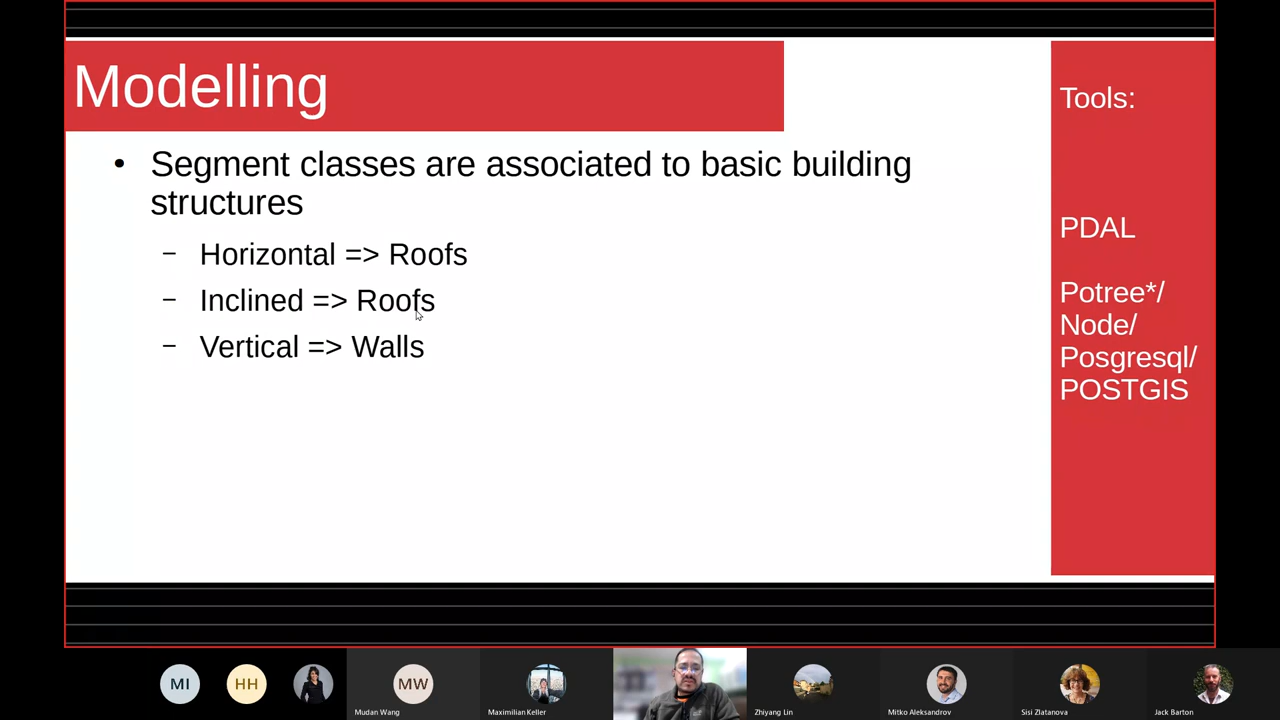 Modelling
• Segment classes are associated to basic building
structures
– Horizontal => Roofs
– Inclined => Roofs
– Vertical => Walls
Tools:
PDAL
Potree*/
Node/
Posgresql/
POSTGIS
MI
HH
MW
Mudan Wang
Maximilian Keller
Zhiyang Lin
Mitko Aleksandrov
Sisi Zlatanova
Jack Barton